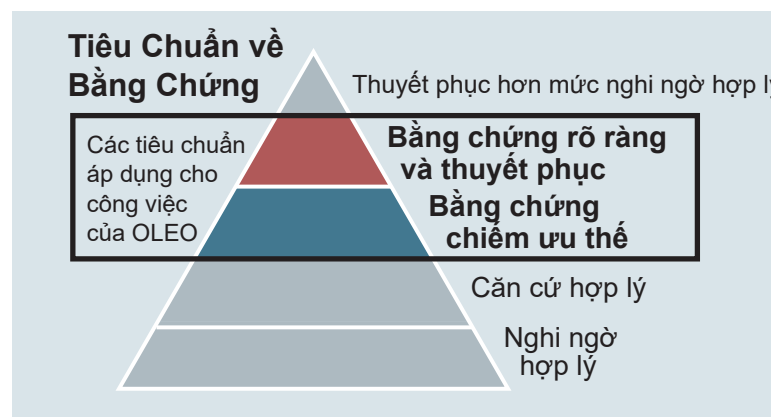 Tiêu Chuẩn về
Bằng Chứng
Thuyết phục hơn mức nghi ngờ hợp lý
Các tiêu chuẩn
áp dụng cho
công việc
của OLEO
Bằng chứng rõ ràng
và thuyết phục
Bằng chứng
chiếm ưu thế
Căn cứ hợp lý
Nghi ngờ
hợp lý